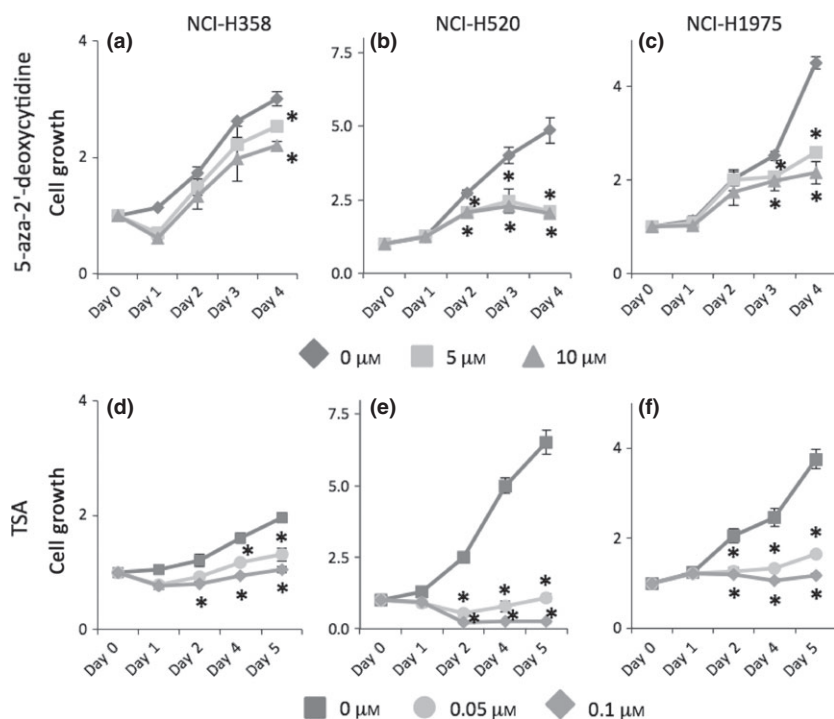 NCI-H358 NCI-H520 NCI-H1975
5-aza-2'-deoxycytidine
Cell growth
(a)
4
2
0
Day 0 Day 1 Day 2 Day 3 Day 4
* *
(b)
7.5
5.0
2.5
0.0
Day 0 Day 1 Day 2 Day 3 Day 4
* * * * * *
(c)
4
2
0
Day 0 Day 1 Day 2 Day 3 Day 4
* * * *
0 μM 5 μM 10 μM
TSA
Cell growth
(d)
4
2
0
Day 0 Day 1 Day 2 Day 4 Day 5
* * * * *
(e)
7.5
5.0
2.5
0.0
Day 0 Day 1 Day 2 Day 4 Day 5
* * * * * *
(f)
4
2
0
Day 0 Day 1 Day 2 Day 4 Day 5
* * * * * *
0 μM 0.05 μM 0.1 μM